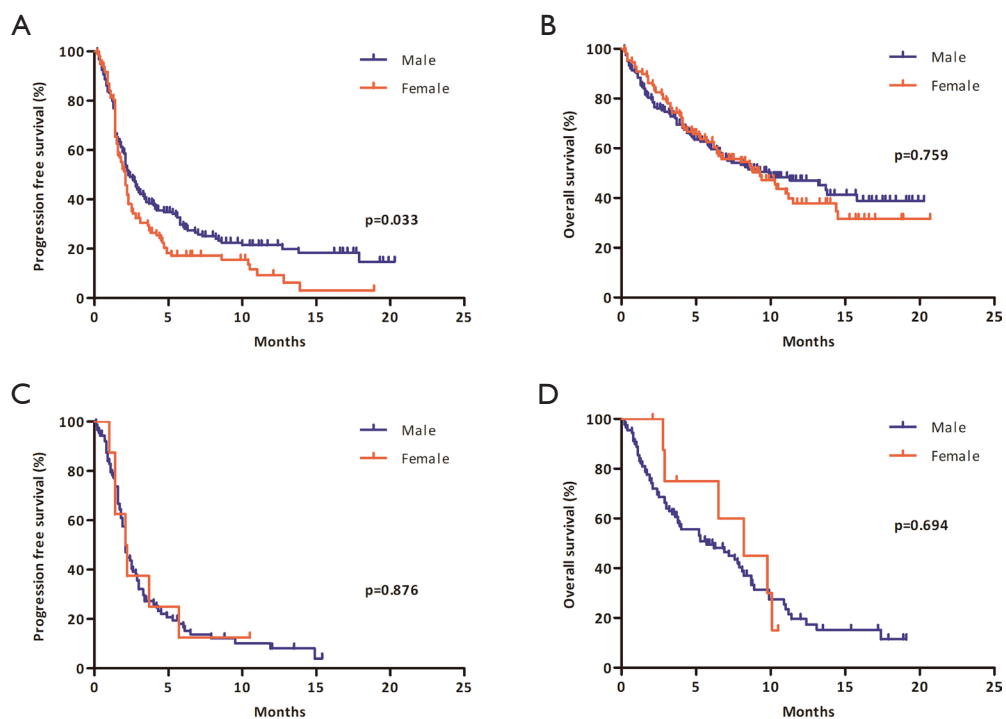 A
Progression free survival (%)
100
80
60
40
20
0
0 5 10 15 20 25
Months
Male
Female
p=0.033
B
Overall survival (%)
100
80
60
40
20
0
0 5 10 15 20 25
Months
Male
Female
p=0.759
C
Progression free survival (%)
100
80
60
40
20
0
0 5 10 15 20 25
Months
Male
Female
p=0.876
D
Overall survival (%)
100
80
60
40
20
0
0 5 10 15 20 25
Months
Male
Female
p=0.694